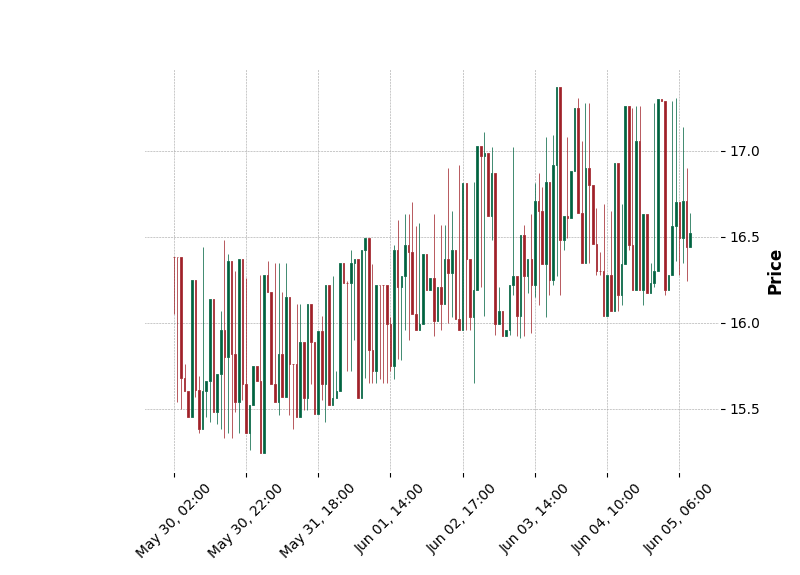 17.0
16.5
16.0
15.5
Price
May 30, 02:00
May 30, 22:00
May 31, 18:00
Jun 01, 14:00
Jun 02, 17:00
Jun 03, 14:00
Jun 04, 10:00
Jun 05, 06:00